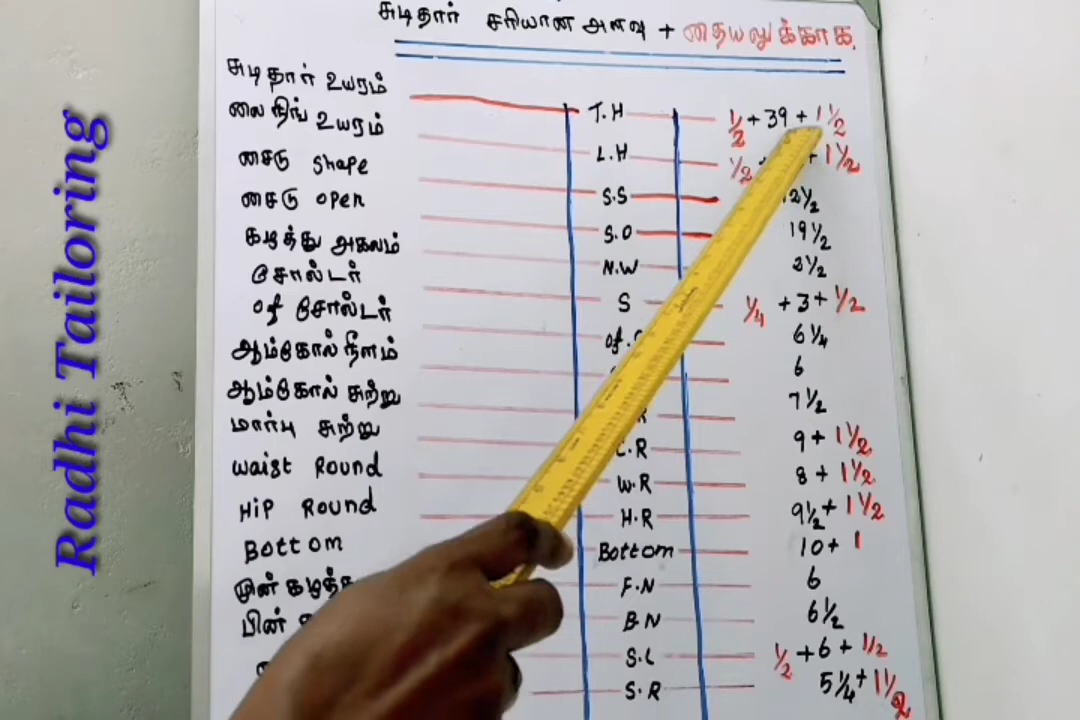 Radhi Tailoring
சுடிதார் சரியான அளவு + தையலுக்காக.
சுடிதார் உயரம் T.H ½ + 39 + 1½
லைநிங் உயரம் L.H ½ + 1½
சைடு Shape S.S 12½
சைடு open S.O 19½
கழுத்து அகலம் N.W 2½
சோல்டர் S ¼ + 3 + ½
of சோல்டர் of. 6¼
ஆம்கோல் நீளம் 6
ஆம்கோல் சுற்று R 7½
மார்பு சுற்று C.R 9 + 1½
Waist Round W.R 8 + 1½
Hip Round H.R 9½ + 1½
Bottom Bottom 10 + 1
முன் கழுத்த F.N 6
பின் B.N 6½
S.L ½ + 6 + ½
S.R 5¼ + 1½